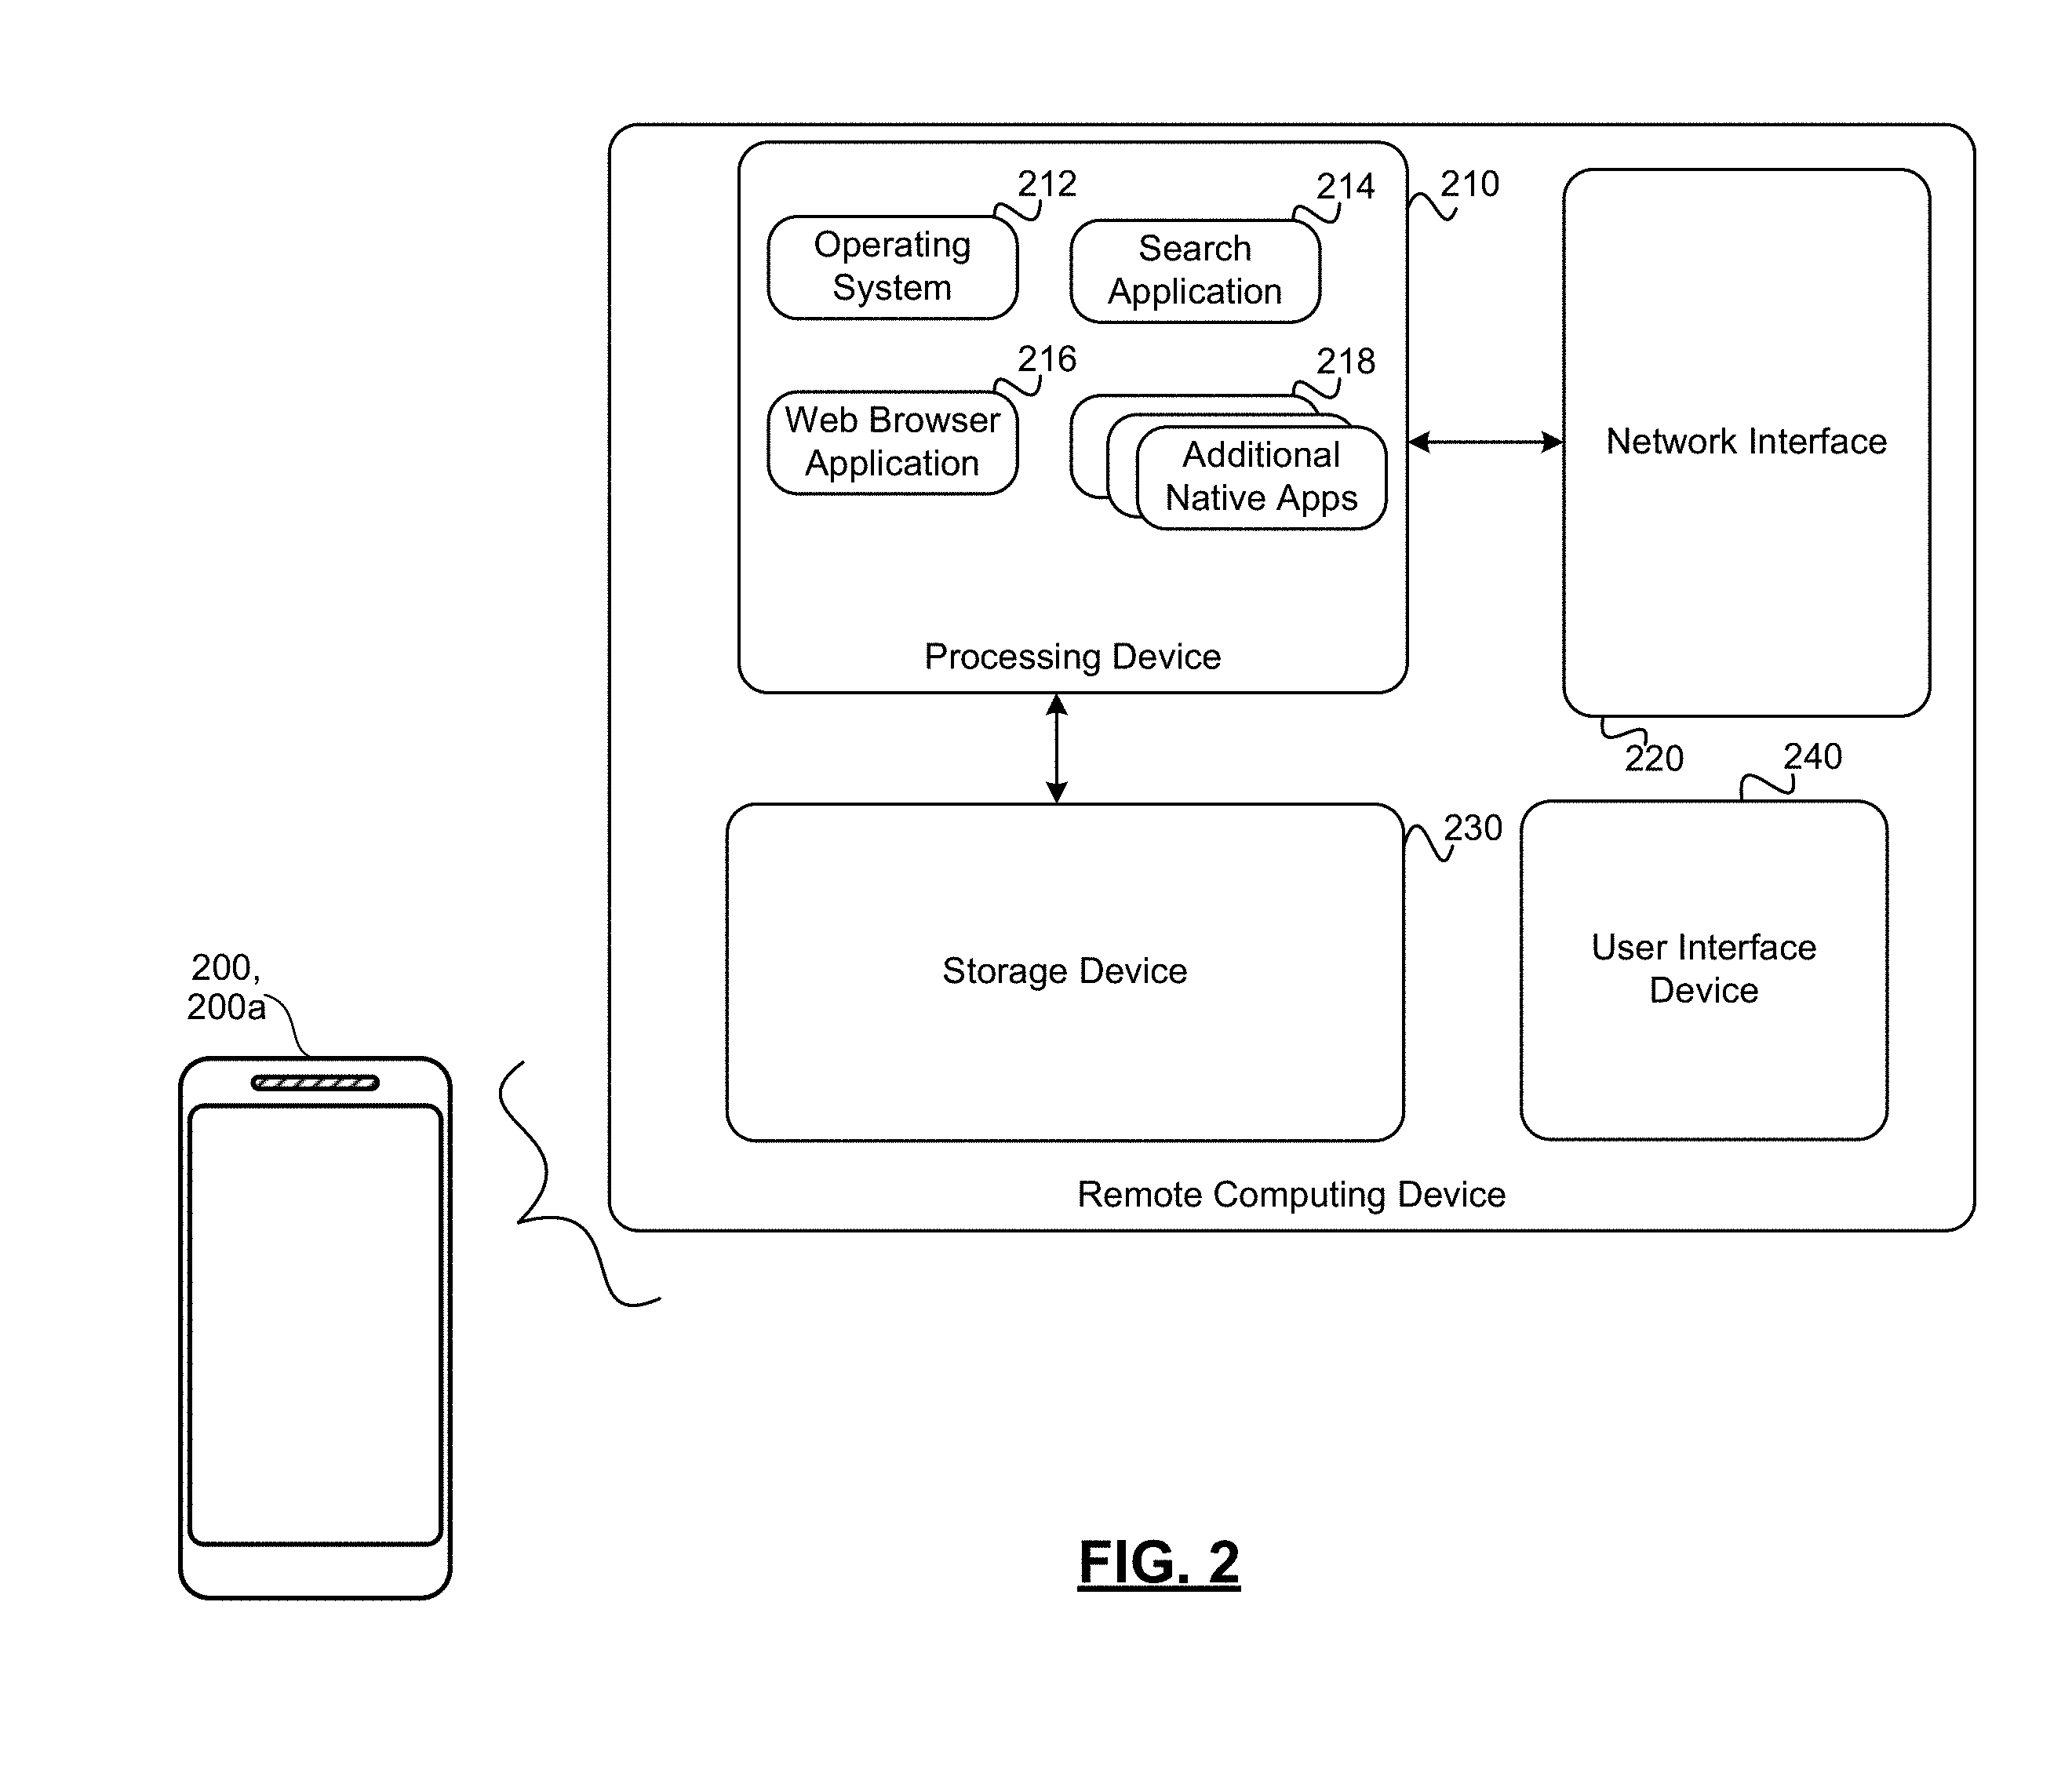 212
214
210
Operating
System
Search
Application
216
218
Web Browser
Application
Additional
Native Apps
Network Interface
Processing Device
220
240
230
Storage Device
User Interface
Device
200,
200a
Remote Computing Device
FIG. 2